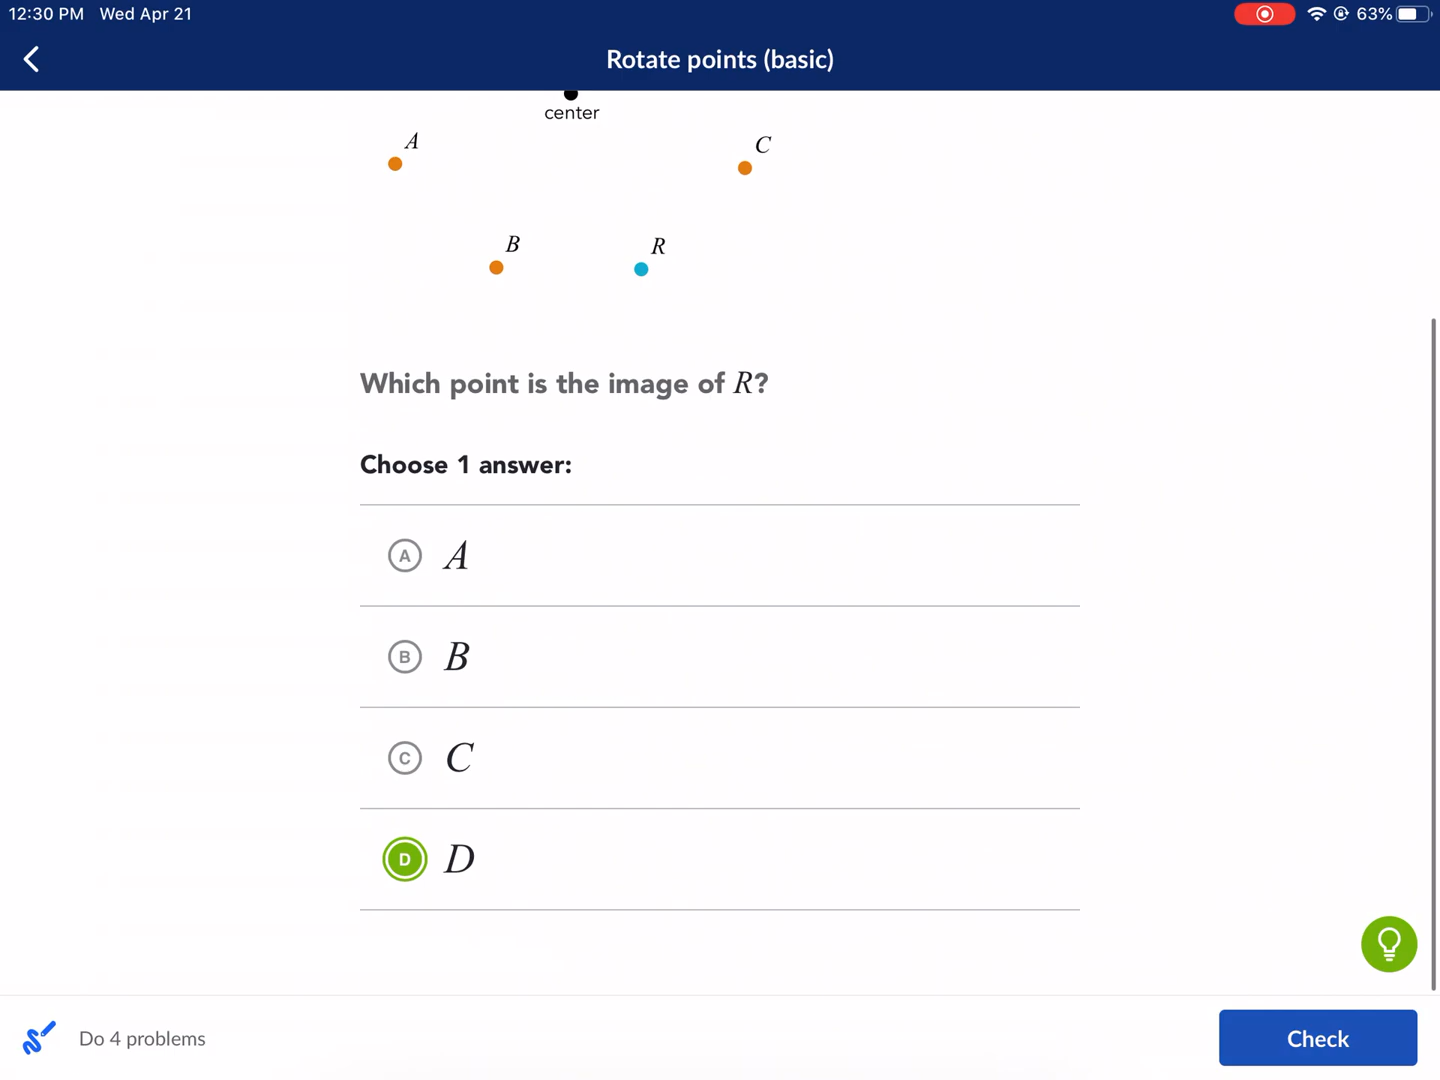 12:30 PM Wed Apr 21
63%
Rotate points (basic)
center
A
C
B
R
Which point is the image of R?
Choose 1 answer:
A A
B B
C C
D D
Do 4 problems
Check